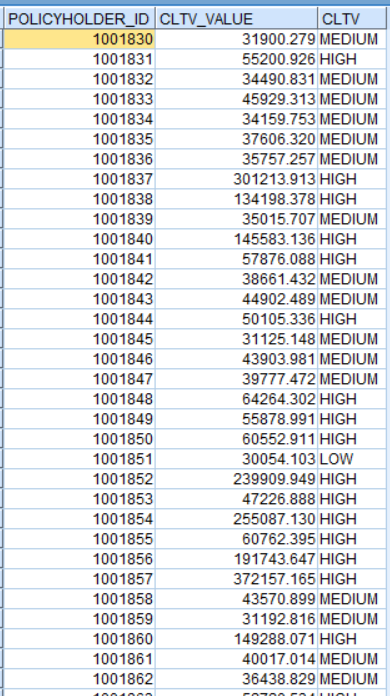 POLICYHOLDER_ID CLTV_VALUE CLTV
1001830 31900.279 MEDIUM
1001831 55200.926 HIGH
1001832 34490.831 MEDIUM
1001833 45929.313 MEDIUM
1001834 34159.753 MEDIUM
1001835 37606.320 MEDIUM
1001836 35757.257 MEDIUM
1001837 301213.913 HIGH
1001838 134198.378 HIGH
1001839 35015.707 MEDIUM
1001840 145583.136 HIGH
1001841 57876.088 HIGH
1001842 38661.432 MEDIUM
1001843 44902.489 MEDIUM
1001844 50105.336 HIGH
1001845 31125.148 MEDIUM
1001846 43903.981 MEDIUM
1001847 39777.472 MEDIUM
1001848 64264.302 HIGH
1001849 55878.991 HIGH
1001850 60552.911 HIGH
1001851 30054.103 LOW
1001852 239909.949 HIGH
1001853 47226.888 HIGH
1001854 255087.130 HIGH
1001855 60762.395 HIGH
1001856 191743.647 HIGH
1001857 372157.165 HIGH
1001858 43570.899 MEDIUM
1001859 31192.816 MEDIUM
1001860 149288.071 HIGH
1001861 40017.014 MEDIUM
1001862 36438.829 MEDIUM